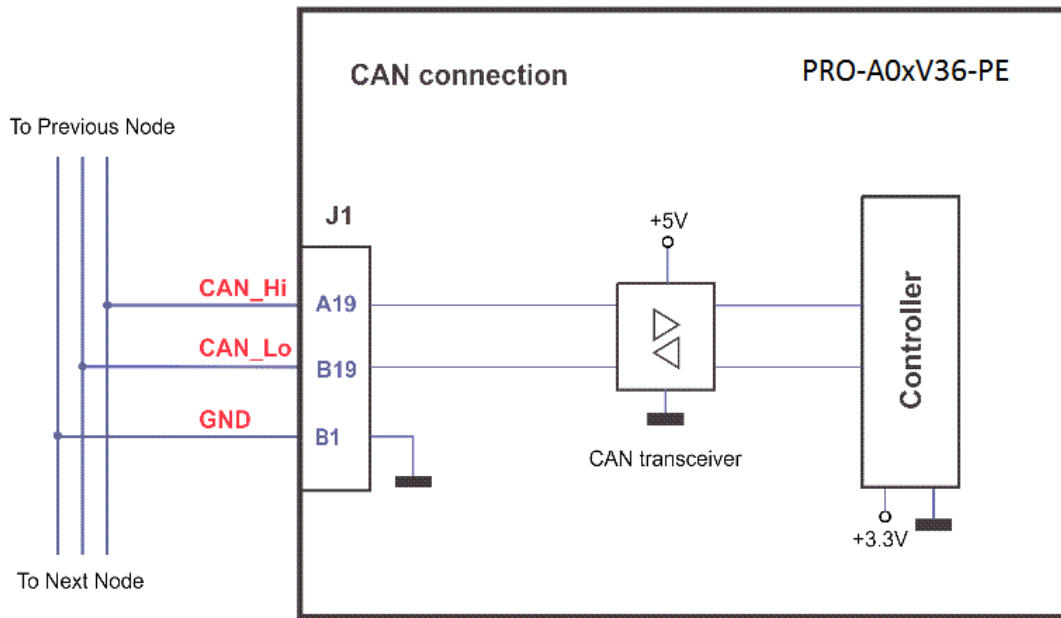 CAN connection
PRO-A0xV36-PE
To Previous Node
J1
+5V
CAN_Hi
A19
CAN_Lo
B19
GND
B1
CAN transceiver
Controller
+3.3V
To Next Node